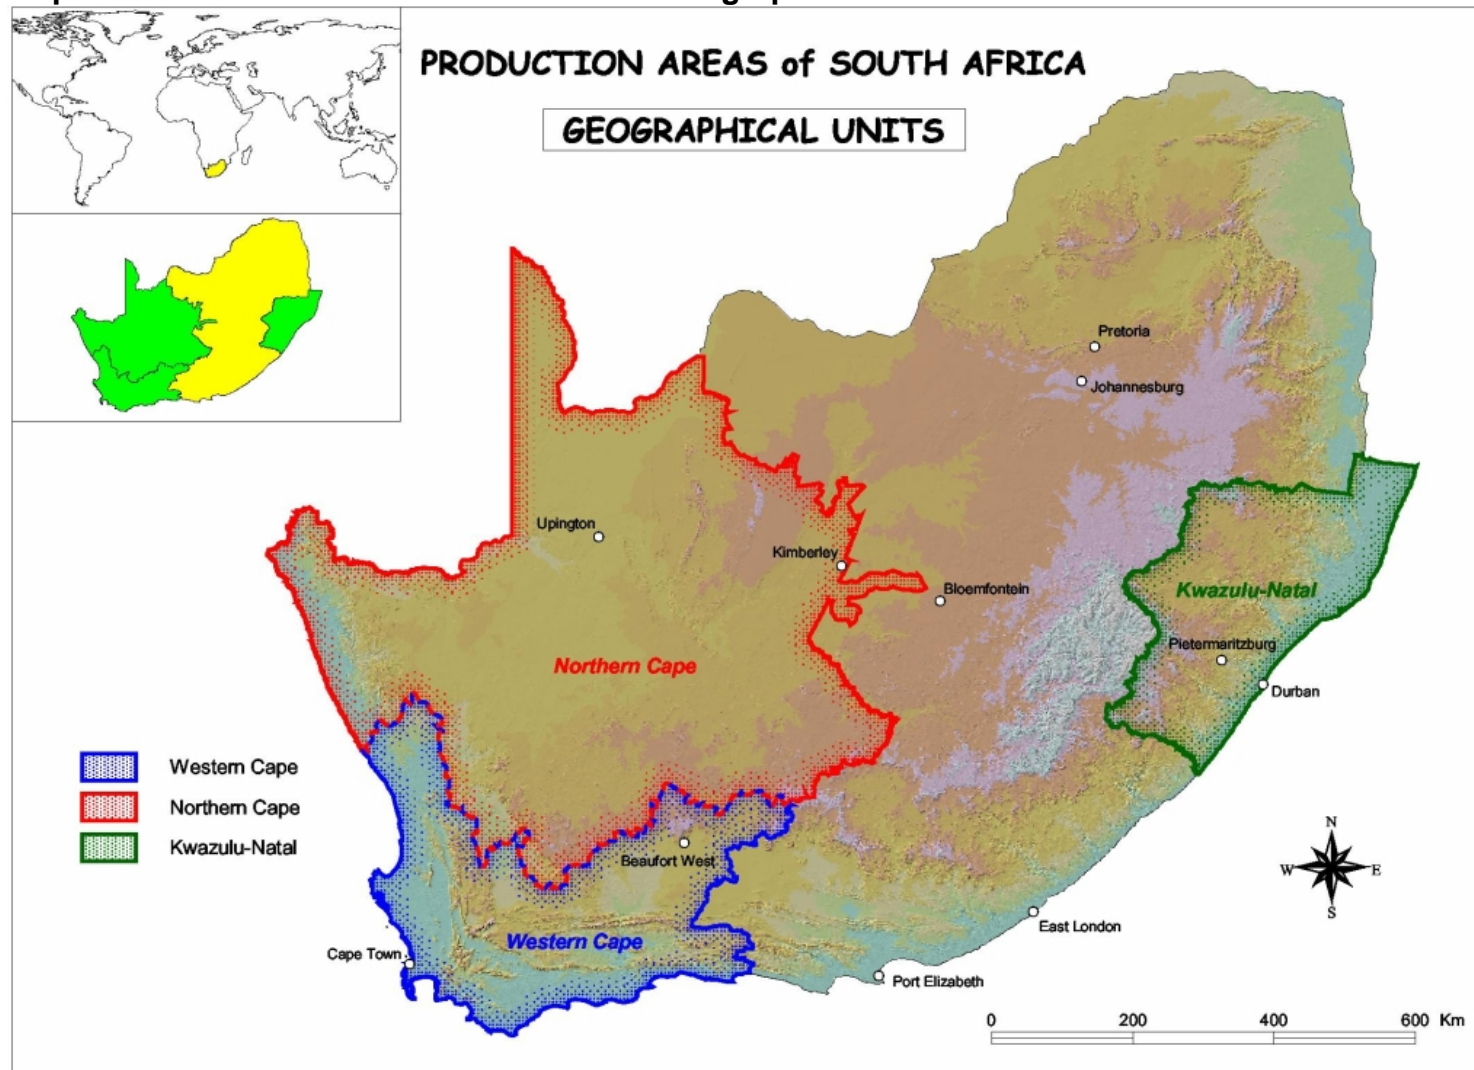 PRODUCTION AREAS of SOUTH AFRICA
GEOGRAPHICAL UNITS
Pretoria
Johannesburg
Upington
Kimberley
Bloemfontein
Kwazulu-Natal
Pietermaritzburg
Northern Cape
Durban
Western Cape
Northern Cape
Kwazulu-Natal
Beaufort West
N
W E
S
East London
Western Cape
Cape Town
Port Elizabeth
0 200 400 600 Km